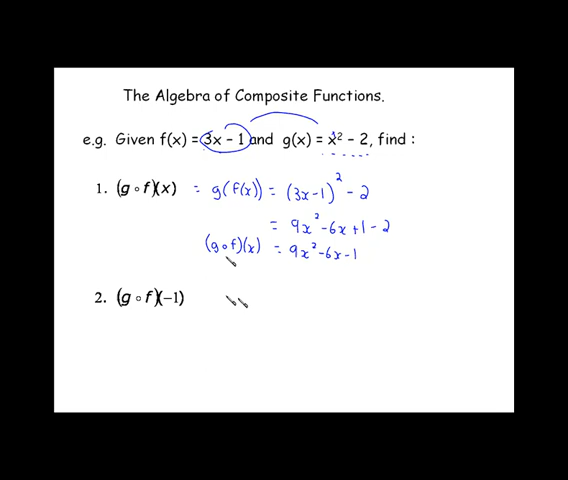 The Algebra of Composite Functions.
e.g. Given f(x) = 3x – 1 and g(x) = x² – 2, find :
1. (g ∘ f)(x) = g(f(x)) = (3x-1)² - 2
= 9x² - 6x + 1 - 2
(g∘f)(x) = 9x² - 6x - 1
2. (g ∘ f)(–1)